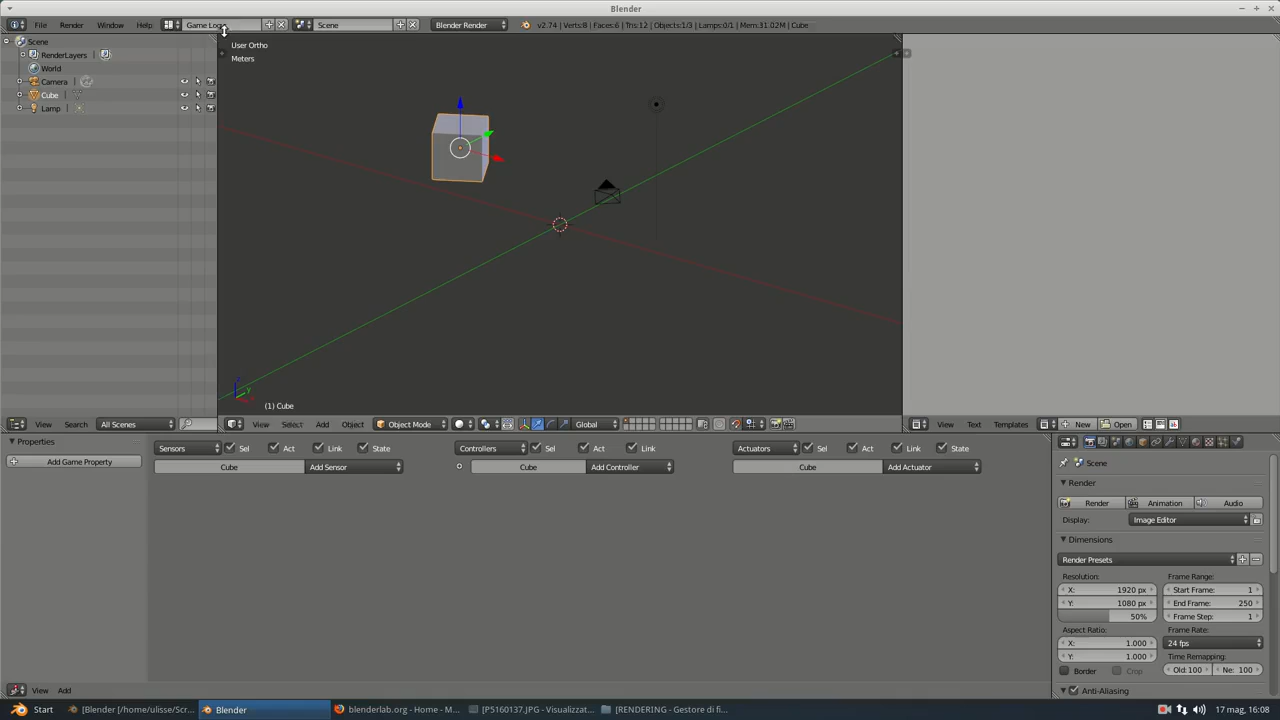 Blender
File Render Window Help Game Log Scene Blender Render v2.74 | Verts:8 | Faces:6 | Tris:12 | Objects:1/3 | Lamps:0/1 | Mem:31.02M | Cube
Scene
RenderLayers
World
Camera
Cube
Lamp
User Ortho
Meters
(1) Cube
View Search All Scenes
View Select Add Object Object Mode Global
View Text Templates New Open
Properties
Add Game Property
Sensors Sel Act Link State
Cube Add Sensor
Controllers Sel Act Link
Cube Add Controller
Actuators Sel Act Link State
Cube Add Actuator
Scene
Render
Render Animation Audio
Display: Image Editor
Dimensions
Render Presets
Resolution: Frame Range:
X: 1920 px Start Frame: 1
Y: 1080 px End Frame: 250
50% Frame Step: 1
Aspect Ratio: Frame Rate:
X: 1.000 24 fps
Y: 1.000 Time Remapping:
Border Crop Old:100 Ne: 100
Anti-Aliasing
View Add
Start [Blender [/home/ulisse/Scr... Blender blenderlab.org - Home - M... [P5160137.JPG - Visualizzat... [RENDERING - Gestore di fi... 17 mag, 16:08